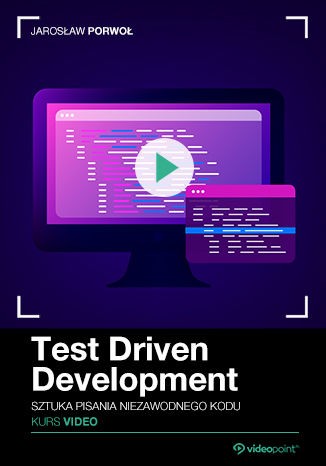 JAROSŁAW PORWOŁ
Test Driven
Development
SZTUKA PISANIA NIEZAWODNEGO KODU
KURS VIDEO
videopoint